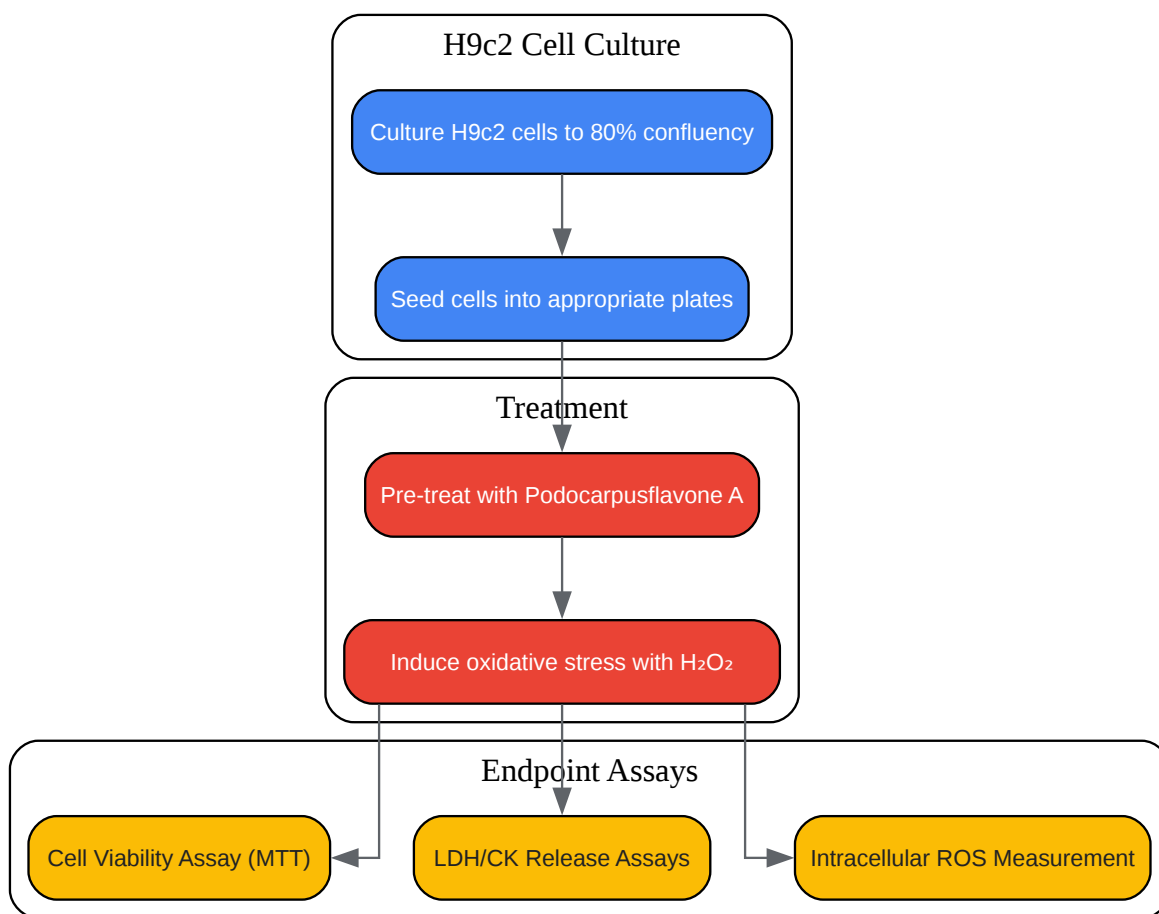 H9c2 Cell Culture
Culture H9c2 cells to 80% confluency
Seed cells into appropriate plates
Treatment
Pre-treat with Podocarpusflavone A
Induce oxidative stress with H₂O₂
Endpoint Assays
Cell Viability Assay (MTT)
LDH/CK Release Assays
Intracellular ROS Measurement